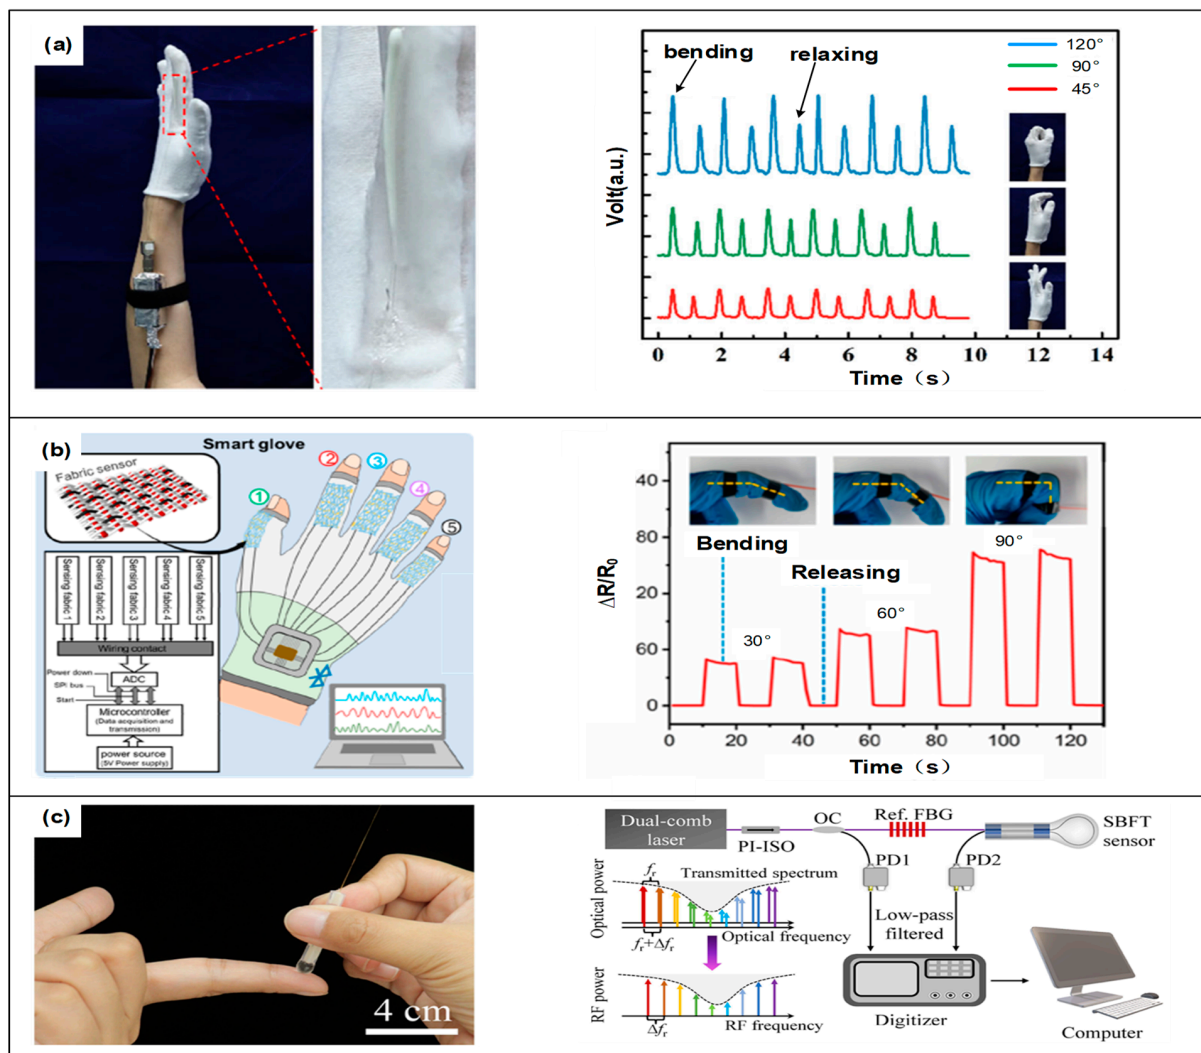 (a)
bending
relaxing
120°
90°
45°
Volt(a.u.)
0 2 4 6 8 10 12 14
Time（s）
(b)
Smart glove
Fabric sensor
① ② ③ ④ ⑤
Sensing fabric 1
Sensing fabric 2
Sensing fabric 3
Sensing fabric 4
Sensing fabric 5
Wiring contact
Power down
SPI bus
Start
ADC
Microcontroller
(Data acquisition and
transmission)
power source
(5V Power supply)
40
80
20
60
0
ΔR/R0
Bending
Releasing
30°
60°
90°
0 20 40 60 80 100 120
Time（s）
(c)
4 cm
Dual-comb
laser
PI-ISO
OC
Ref. FBG
SBFT
sensor
PD1
PD2
Optical power
fr
Transmitted spectrum
fr+Δfr
Optical frequency
RF power
Δfr
RF frequency
Low-pass
filtered
Digitizer
Computer